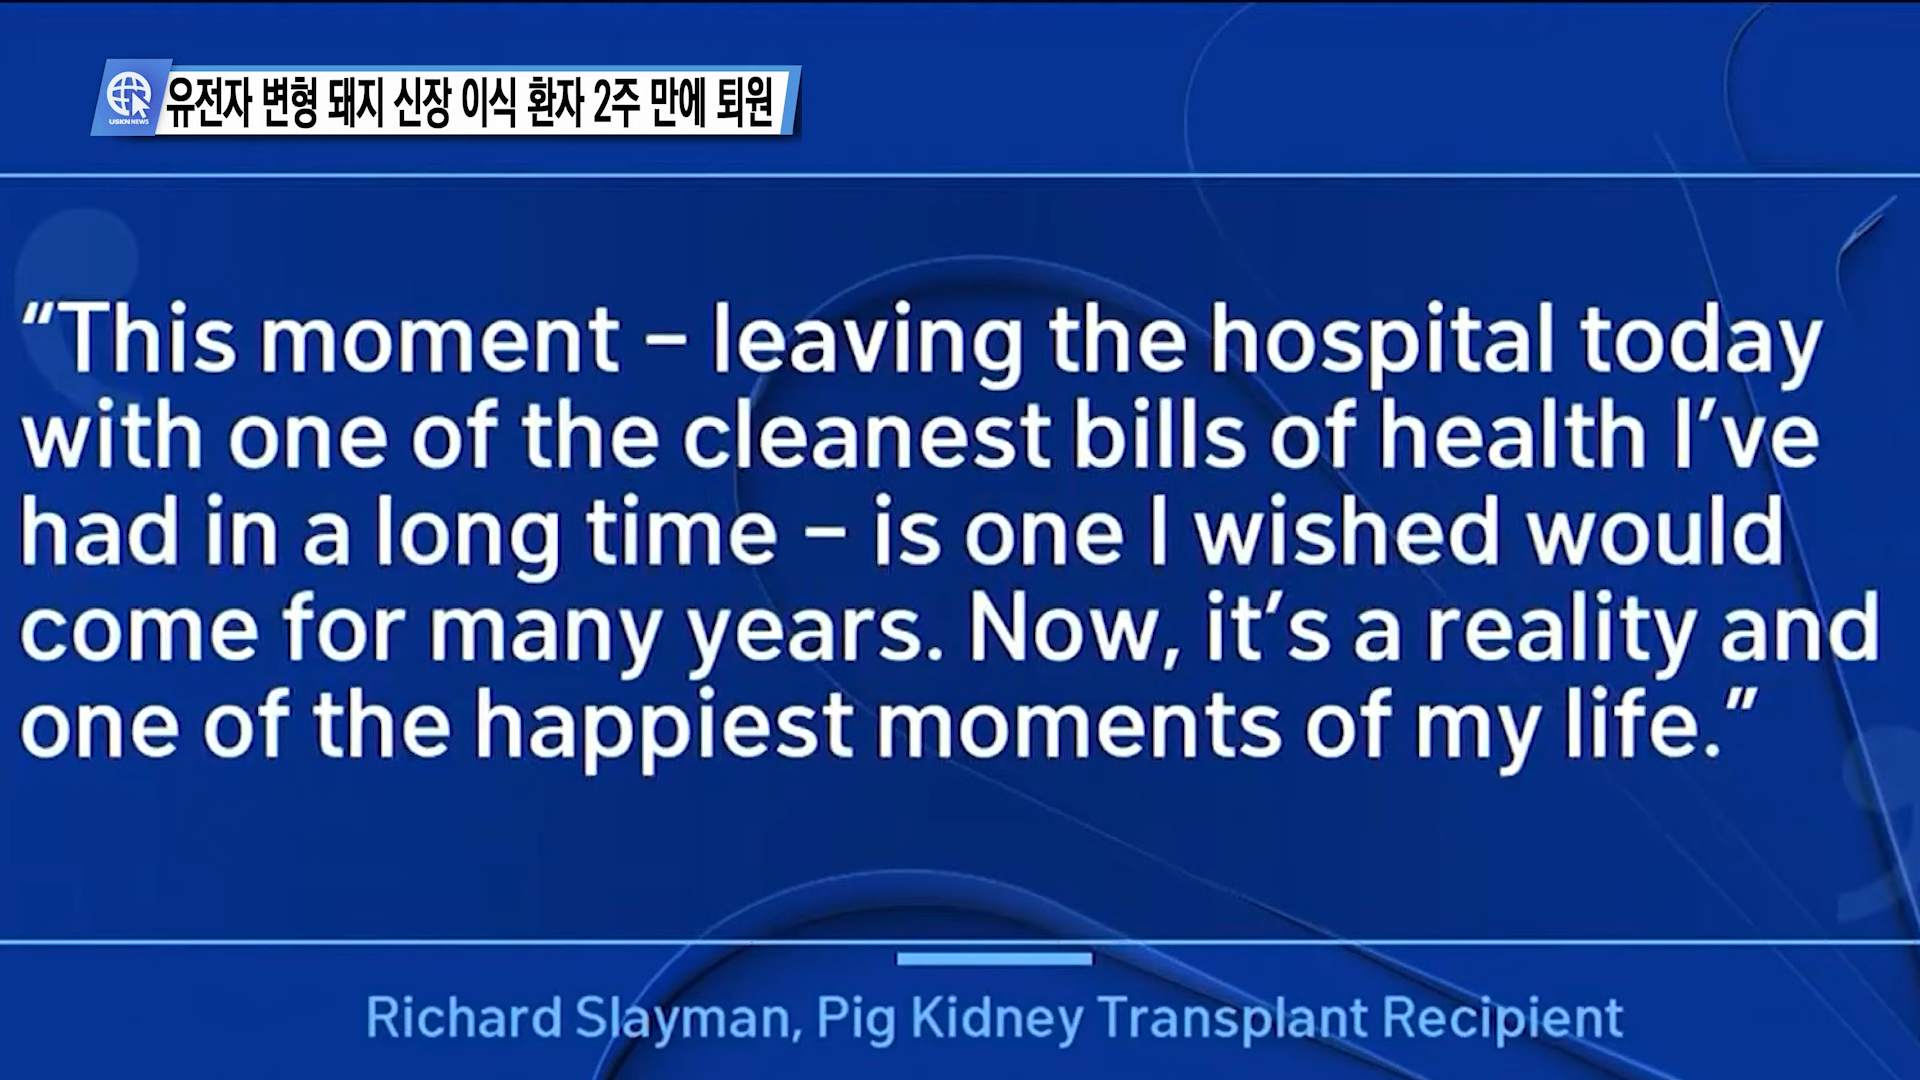 USKN NEWS
유전자 변형 돼지 신장 이식 환자 2주 만에 퇴원
“This moment – leaving the hospital today
with one of the cleanest bills of health I’ve
had in a long time – is one I wished would
come for many years. Now, it’s a reality and
one of the happiest moments of my life.”
Richard Slayman, Pig Kidney Transplant Recipient